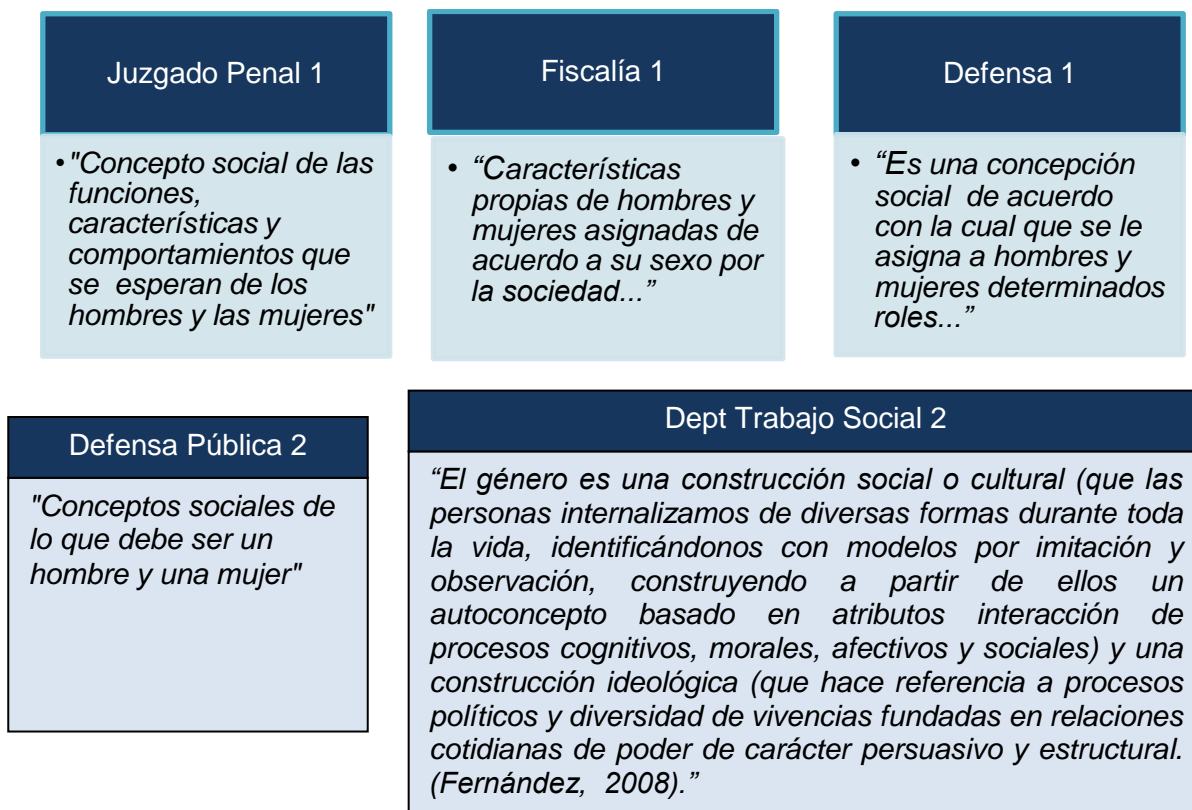 Juzgado Penal 1
•"Concepto social de las
funciones,
características y
comportamientos que
se  esperan de los
hombres y las mujeres"
Fiscalía 1
• “Características
propias de hombres y
mujeres asignadas de
acuerdo a su sexo por
la sociedad...”
Defensa 1
• “Es una concepción
social  de acuerdo
con la cual que se le
asigna a hombres y
mujeres determinados
roles...”
Defensa Pública 2
"Conceptos sociales de
lo que debe ser un
hombre y una mujer"
Dept Trabajo Social 2
“El género es una construcción social o cultural (que las
personas internalizamos de diversas formas durante toda
la vida, identificándonos con modelos por imitación y
observación, construyendo a partir de ellos un
autoconcepto basado en atributos interacción de
procesos cognitivos, morales, afectivos y sociales) y una
construcción ideológica (que hace referencia a procesos
políticos y diversidad de vivencias fundadas en relaciones
cotidianas de poder de carácter persuasivo y estructural.
(Fernández,  2008).”